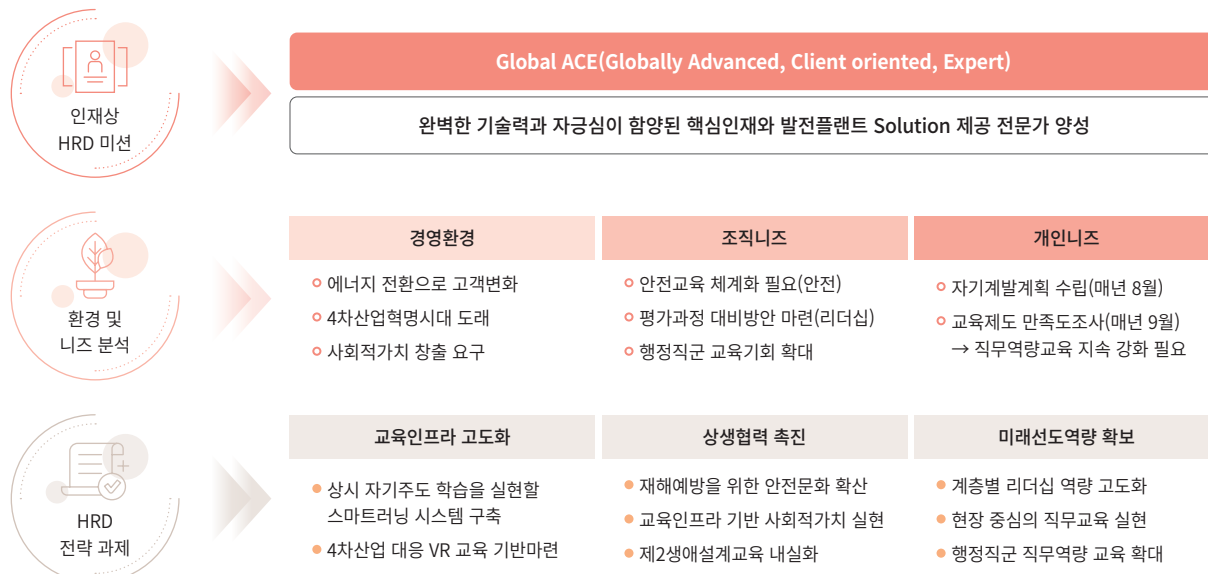 인재상
HRD 미션
Global ACE(Globally Advanced, Client oriented, Expert)
완벽한 기술력과 자긍심이 함양된 핵심인재와 발전플랜트 Solution 제공 전문가 양성
환경 및
니즈 분석
경영환경
에너지 전환으로 고객변화
4차산업혁명시대 도래
사회적가치 창출 요구
조직니즈
안전교육 체계화 필요(안전)
평가과정 대비방안 마련(리더십)
행정직군 교육기회 확대
개인니즈
자기계발계획 수립(매년 8월)
교육제도 만족도조사(매년 9월)
→ 직무역량교육 지속 강화 필요
HRD
전략 과제
교육인프라 고도화
상시 자기주도 학습을 실현할
스마트러닝 시스템 구축
4차산업 대응 VR 교육 기반마련
상생협력 촉진
재해예방을 위한 안전문화 확산
교육인프라 기반 사회적가치 실현
제2생애설계교육 내실화
미래선도역량 확보
계층별 리더십 역량 고도화
현장 중심의 직무교육 실현
행정직군 직무역량 교육 확대